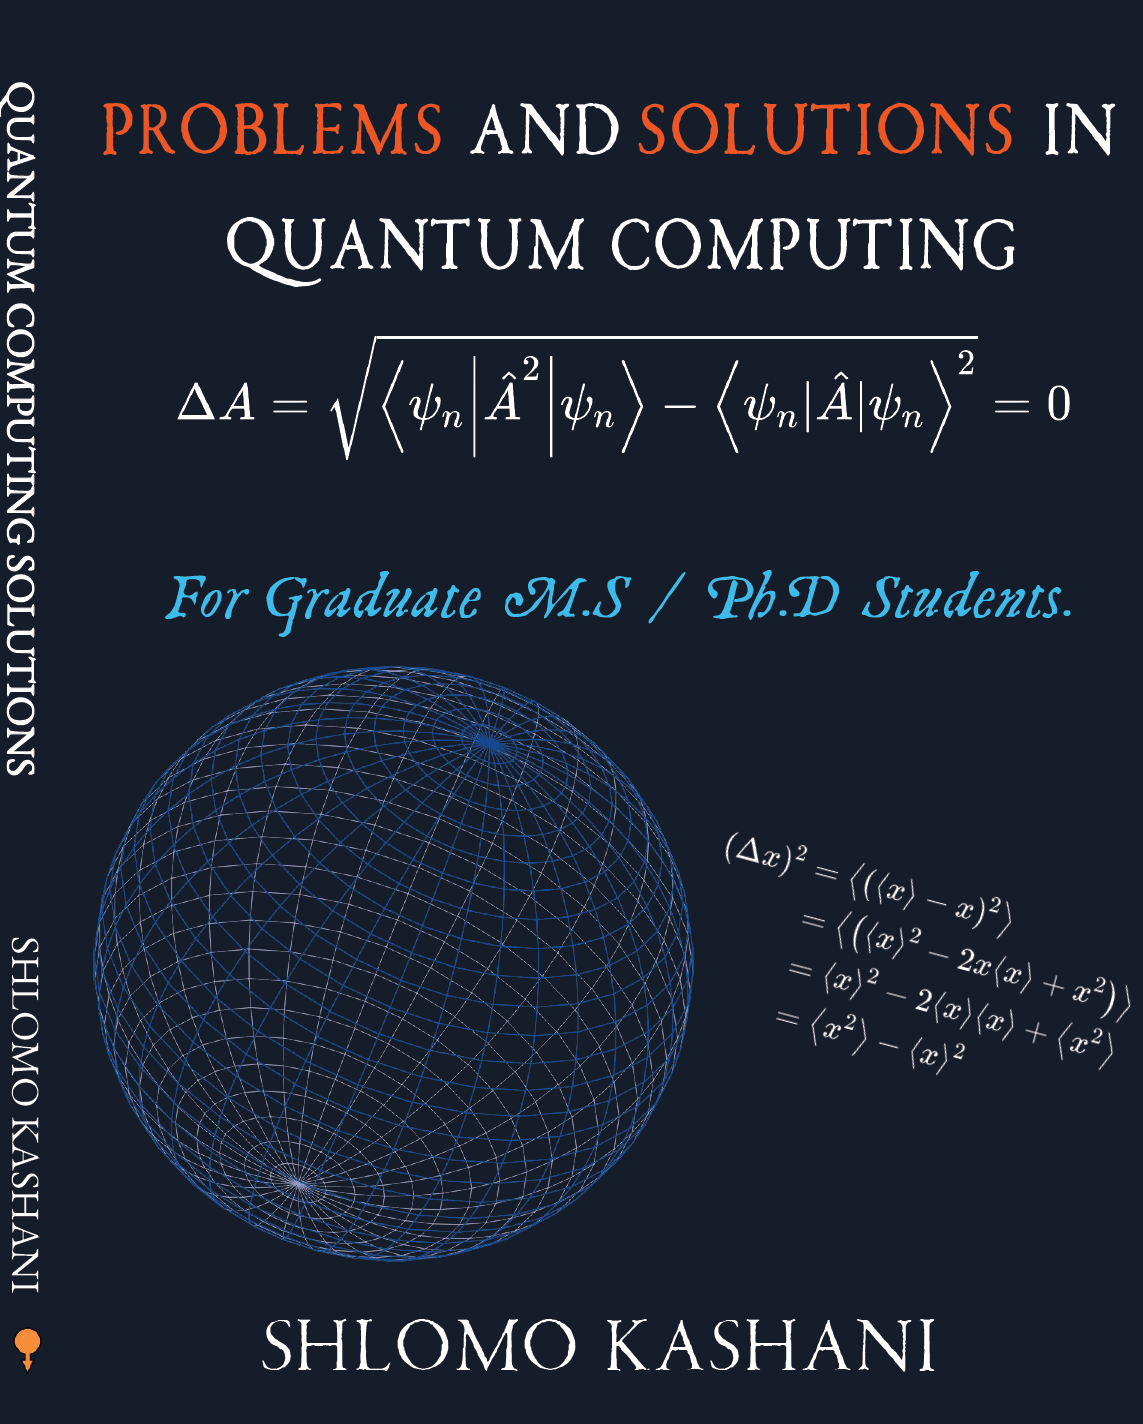 PROBLEMS AND SOLUTIONS IN
QUANTUM COMPUTING
ΔA = √(⟨ψₙ|Â²|ψₙ⟩ − ⟨ψₙ|Â|ψₙ⟩²) = 0
For Graduate M.S / Ph.D Students.
(Δx)² = ⟨(⟨x⟩ − x)²⟩
= ⟨(⟨x⟩² − 2x⟨x⟩ + x²)⟩
= ⟨x⟩² − 2⟨x⟩⟨x⟩ + ⟨x²⟩
= ⟨x²⟩ − ⟨x⟩²
SHLOMO KASHANI
QUANTUM COMPUTING SOLUTIONS
SHLOMO KASHANI